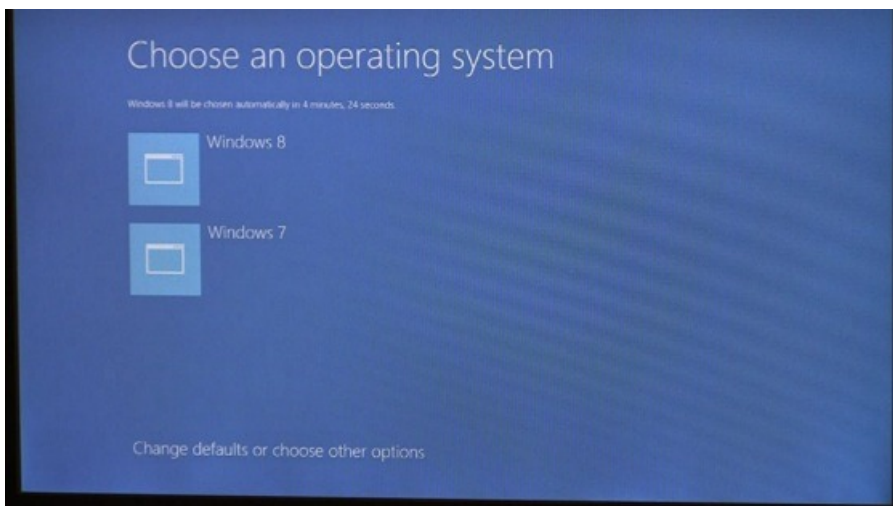 Choose an operating system
Windows 8 will be chosen automatically in 4 minutes, 24 seconds.
Windows 8
Windows 7
Change defaults or choose other options